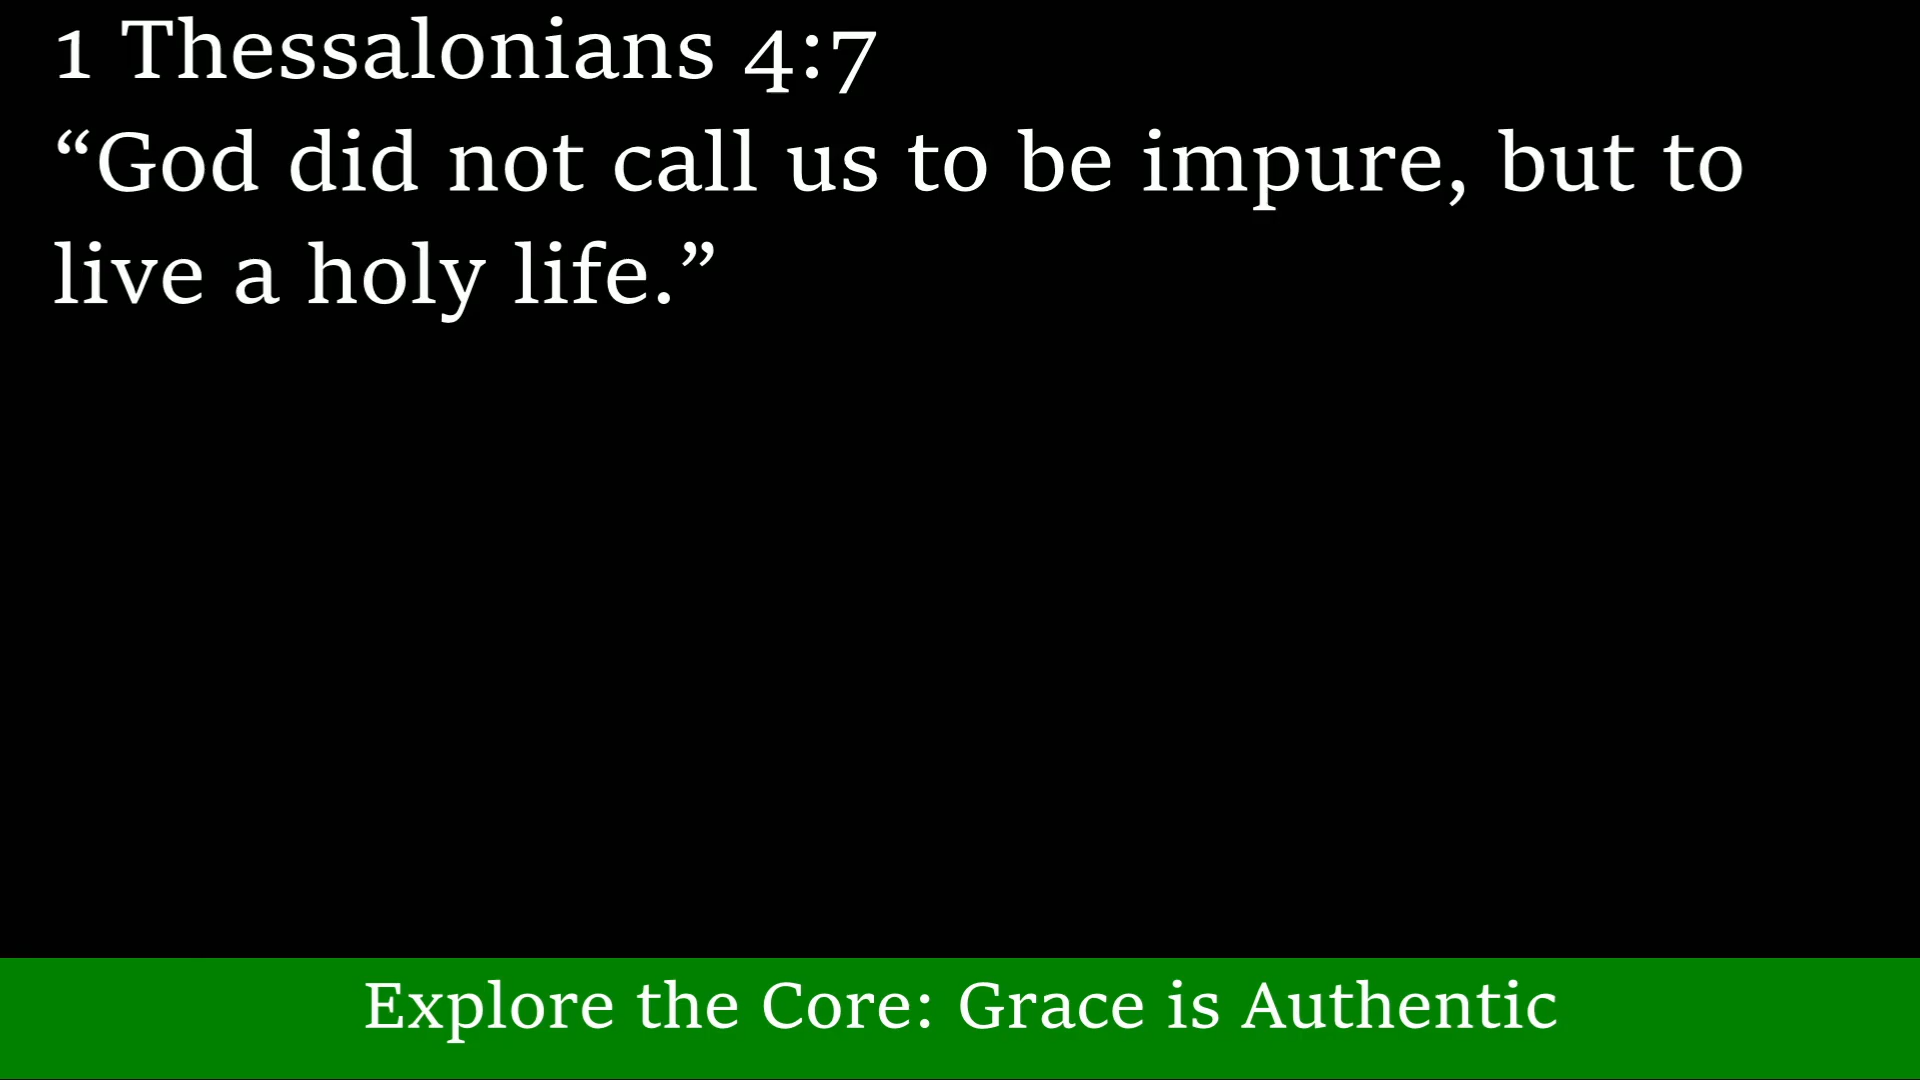 1 Thessalonians 4:7
“God did not call us to be impure, but to
live a holy life.”
Explore the Core: Grace is Authentic